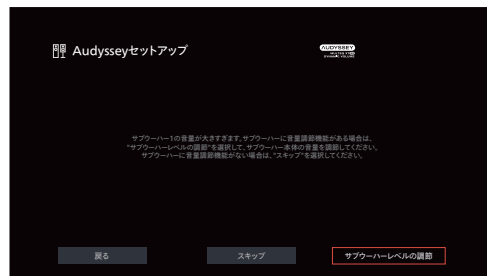 Audysseyセットアップ
AUDYSSEY
MULTEQ XT32
DYNAMIC VOLUME
サブウーハー1の音量が大きすぎます。サブウーハーに音量調節機能がある場合は、
"サブウーハーレベルの調節"を選択して、サブウーハー本体の音量を調節してください。
サブウーハーに音量調節機能がない場合は、"スキップ"を選択してください。
戻る
スキップ
サブウーハーレベルの調節